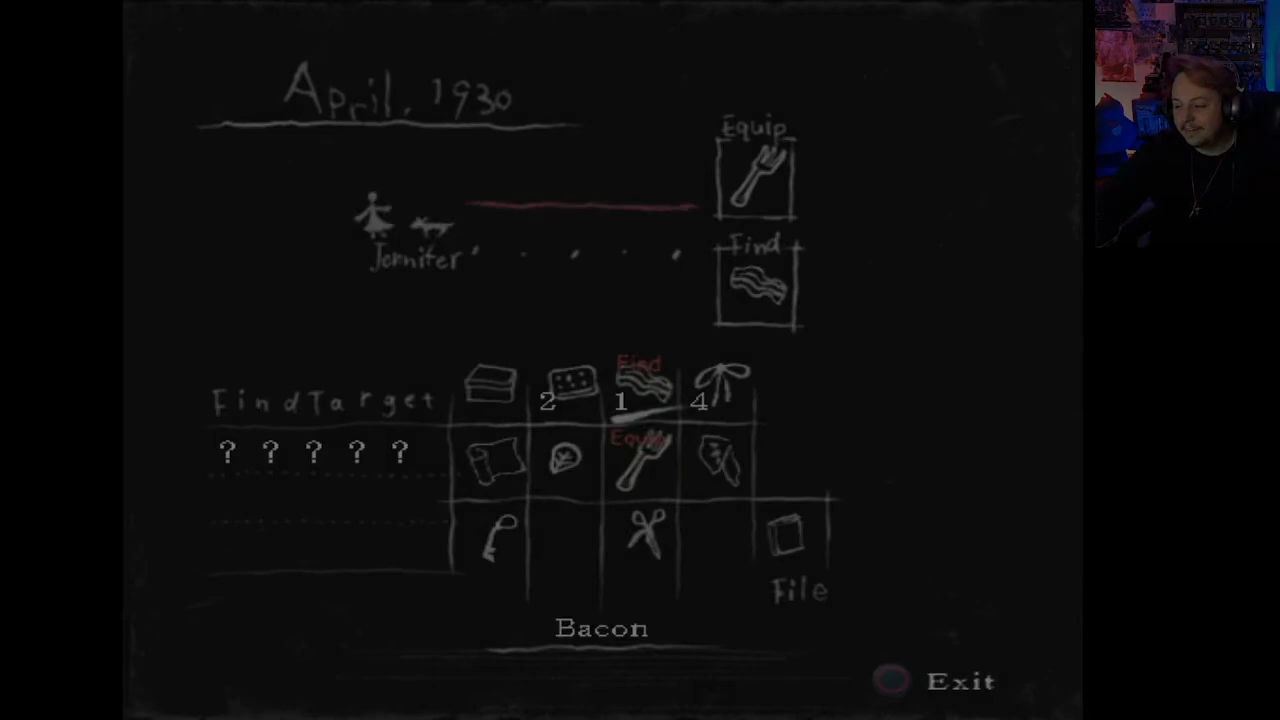 April. 1930
Equip
Find
Jennifer
Find
FindTarget
2 1 4
Equip
? ? ? ? ?
File
Bacon
Exit